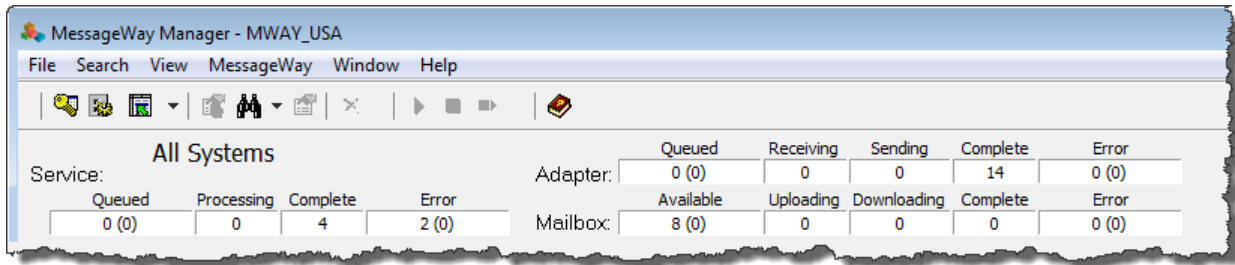 MessageWay Manager - MWAY_USA
File Search View MessageWay Window Help
All Systems
Service:
Queued Processing Complete Error
0 (0) 0 4 2 (0)
Queued Receiving Sending Complete Error
Adapter: 0 (0) 0 0 14 0 (0)
Available Uploading Downloading Complete Error
Mailbox: 8 (0) 0 0 0 0 (0)